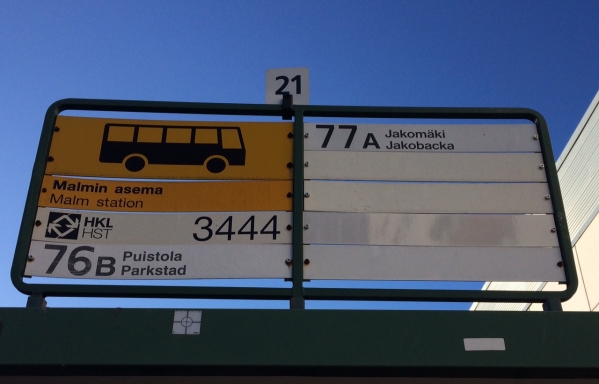 21
Malmin asema
Malm station
HKL
HST
3444
76B Puistola
Parkstad
77A Jakomäki
Jakobacka